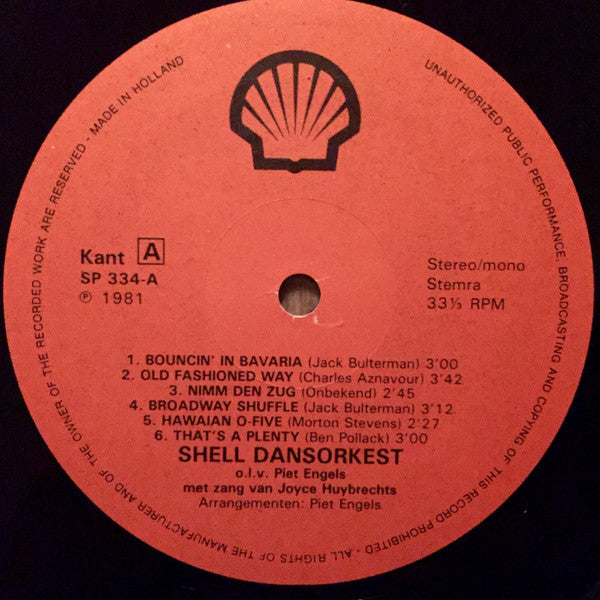 ALL RIGHTS OF THE MANUFACTURER AND OF THE OWNER OF THE RECORDED WORK ARE RESERVED - MADE IN HOLLAND
UNAUTHORIZED PUBLIC PERFORMANCE, BROADCASTING AND COPYING OF THIS RECORD PROHIBITED -
Kant A
SP 334-A
℗ 1981
Stereo/mono
Stemra
33⅓ RPM
1. BOUNCIN' IN BAVARIA (Jack Bulterman) 3'00
2. OLD FASHIONED WAY (Charles Aznavour) 3'42
3. NIMM DEN ZUG (Onbekend) 2'45
4. BROADWAY SHUFFLE (Jack Bulterman) 3'12
5. HAWAIAN O-FIVE (Morton Stevens) 2'27
6. THAT'S A PLENTY (Ben Pollack) 3'00
SHELL DANSORKEST
o.l.v. Piet Engels
met zang van Joyce Huybrechts
Arrangementen: Piet Engels